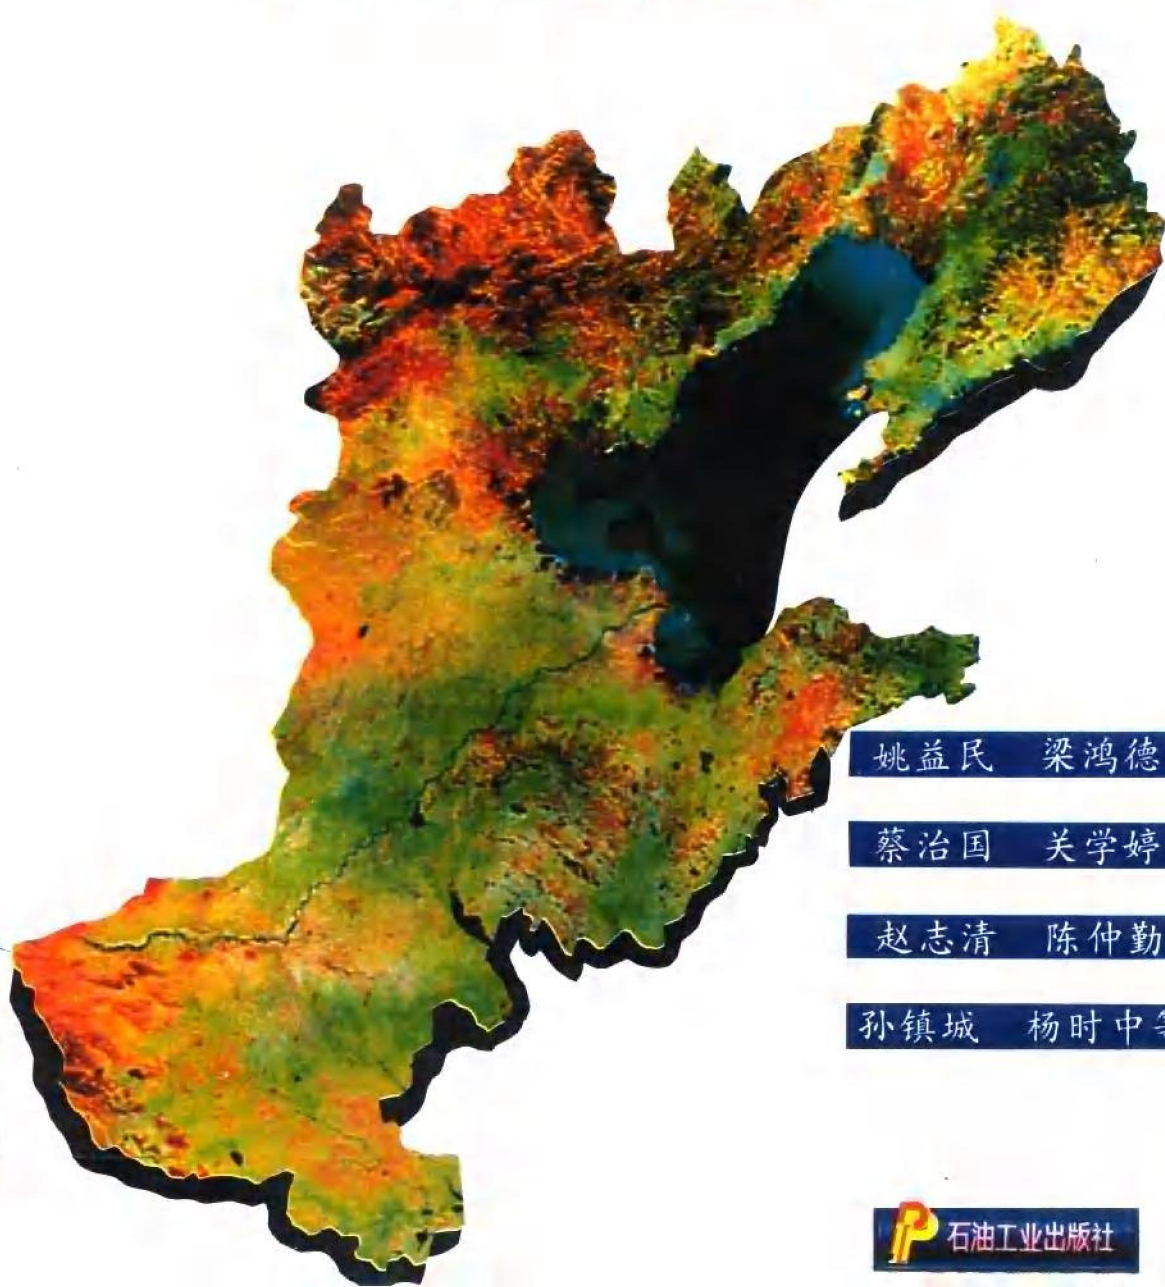 姚益民 梁鸿德
蔡治国 关学婷
赵志清 陈仲勤
孙镇城 杨时中等
石油工业出版社